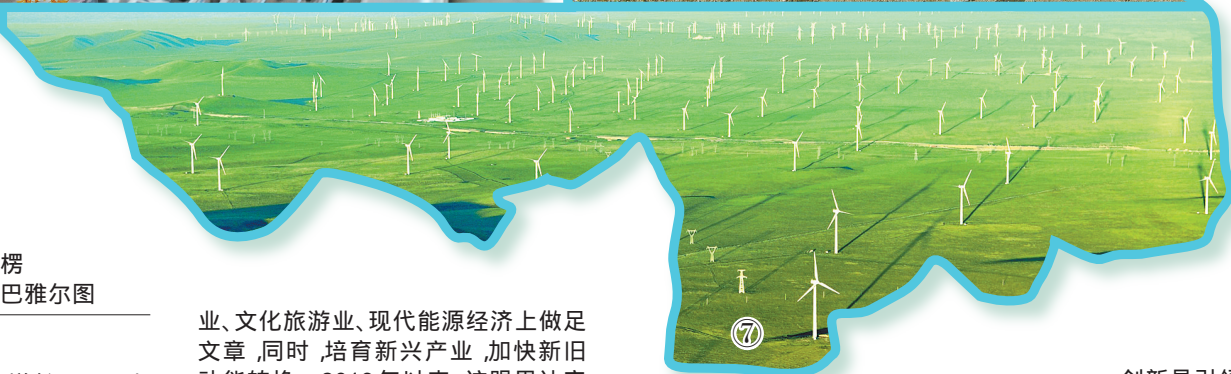 ⑦
楞
巴雅尔图
业、文化旅游业、现代能源经济上做足
文章 ,同时 ,培育新兴产业 ,加快新旧